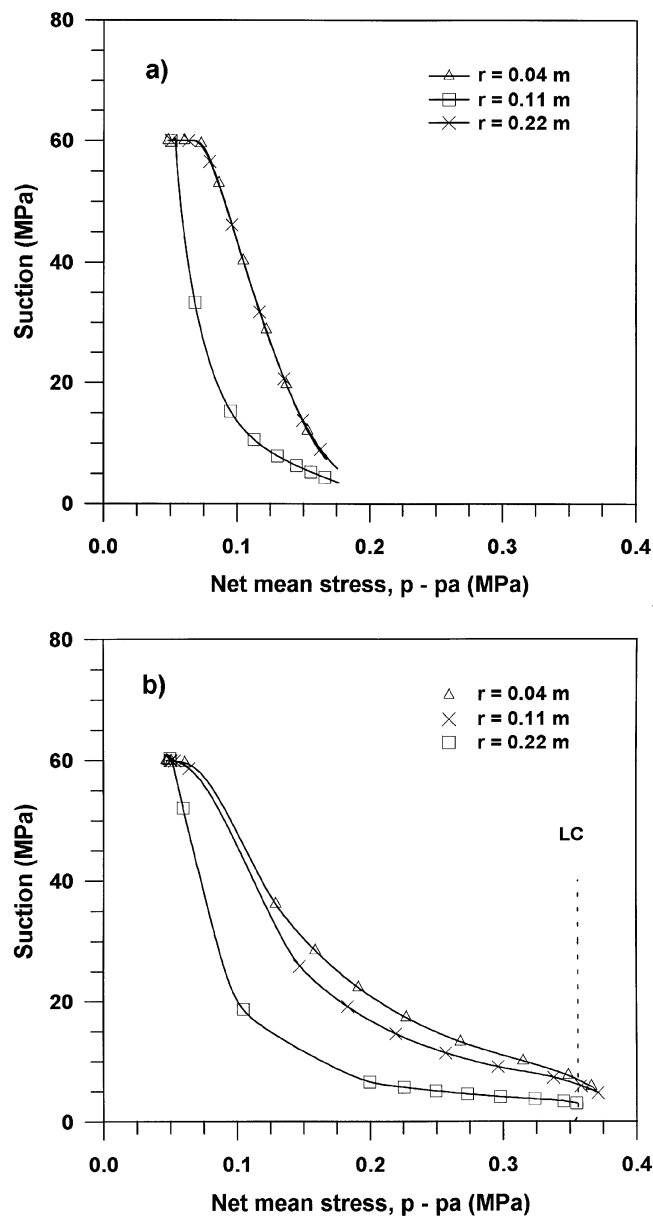 80
a)
r = 0.04 m
r = 0.11 m
r = 0.22 m
60
40
20
0
Suction (MPa)
0.0 0.1 0.2 0.3 0.4
Net mean stress, p - pa (MPa)
80
b)
r = 0.04 m
r = 0.11 m
r = 0.22 m
60
LC
40
20
0
Suction (MPa)
0.0 0.1 0.2 0.3 0.4
Net mean stress, p - pa (MPa)